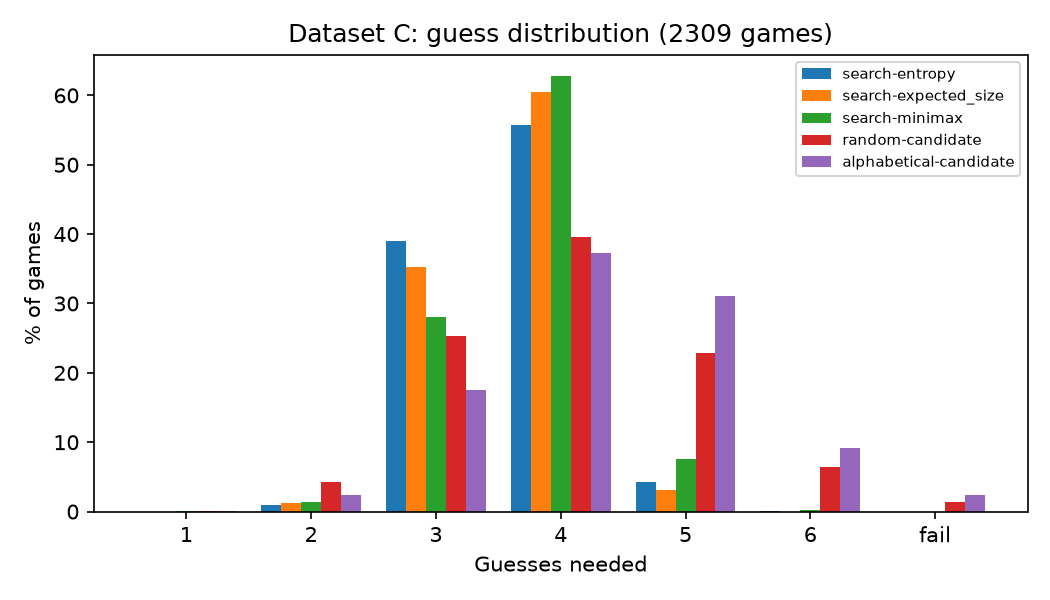 Dataset C: guess distribution (2309 games)
search-entropy
search-expected_size
search-minimax
random-candidate
alphabetical-candidate
% of games
60
50
40
30
20
10
0
1 2 3 4 5 6 fail
Guesses needed